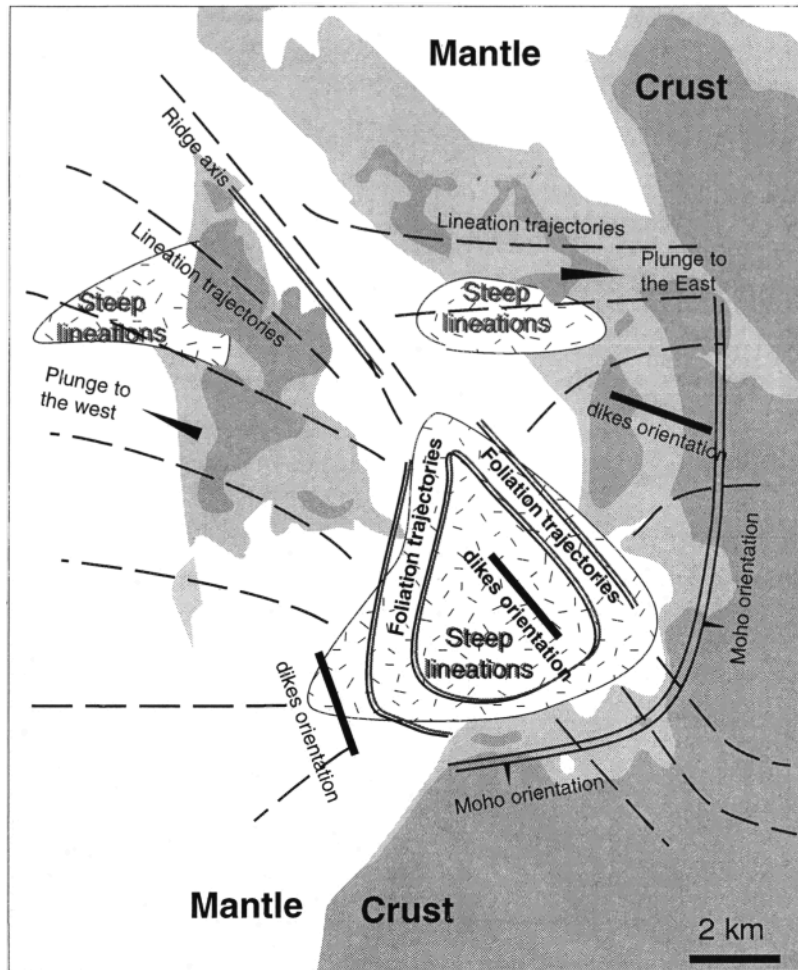 Mantle
Crust
Ridge axis
Lineation trajectories
Lineation trajectories
Plunge to
the East
Steep
lineations
Steep
lineations
Plunge to
the west
dikes orientation
Foliation trajectories
Foliation trajectories
dikes orientation
Steep
lineations
Moho orientation
dikes orientation
Moho orientation
Mantle
Crust
2 km